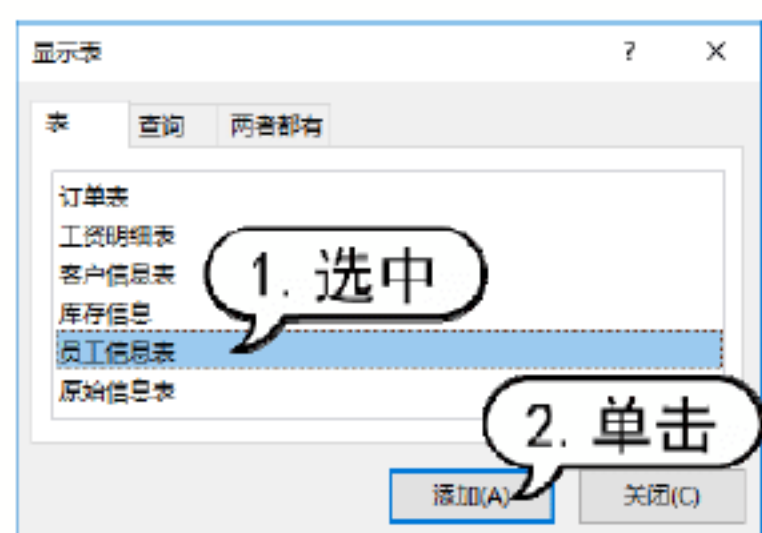 显示表 ? ×
表 查询 两者都有
订单表
工资明细表
客户信息表
库存信息
员工信息表
原始信息表
1. 选中
2. 单击
添加(A) 关闭(C)